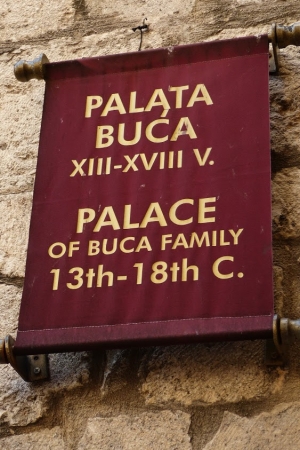 PALATA
BUĆA
XIII-XVIII V.
PALACE
OF BUCA FAMILY
13th-18th C.